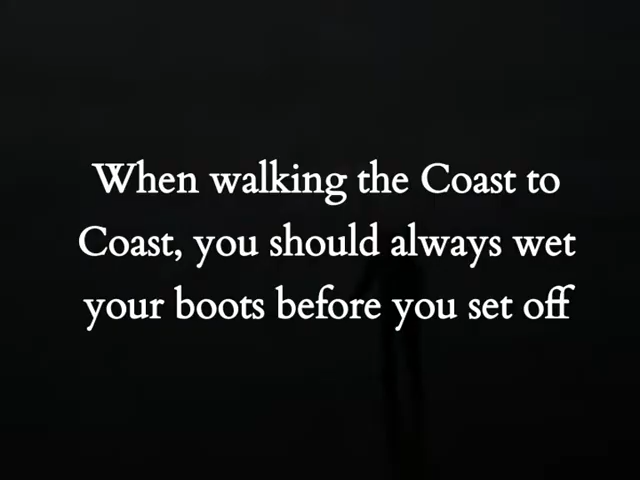 When walking the Coast to
Coast, you should always wet
your boots before you set off